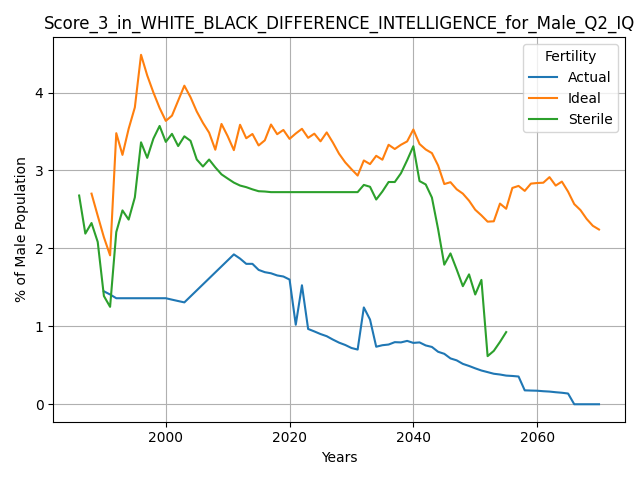 Score_3_in_WHITE_BLACK_DIFFERENCE_INTELLIGENCE_for_Male_Q2_IQ
Fertility
Actual
Ideal
Sterile
% of Male Population
4
3
2
1
0
2000 2020 2040 2060
Years